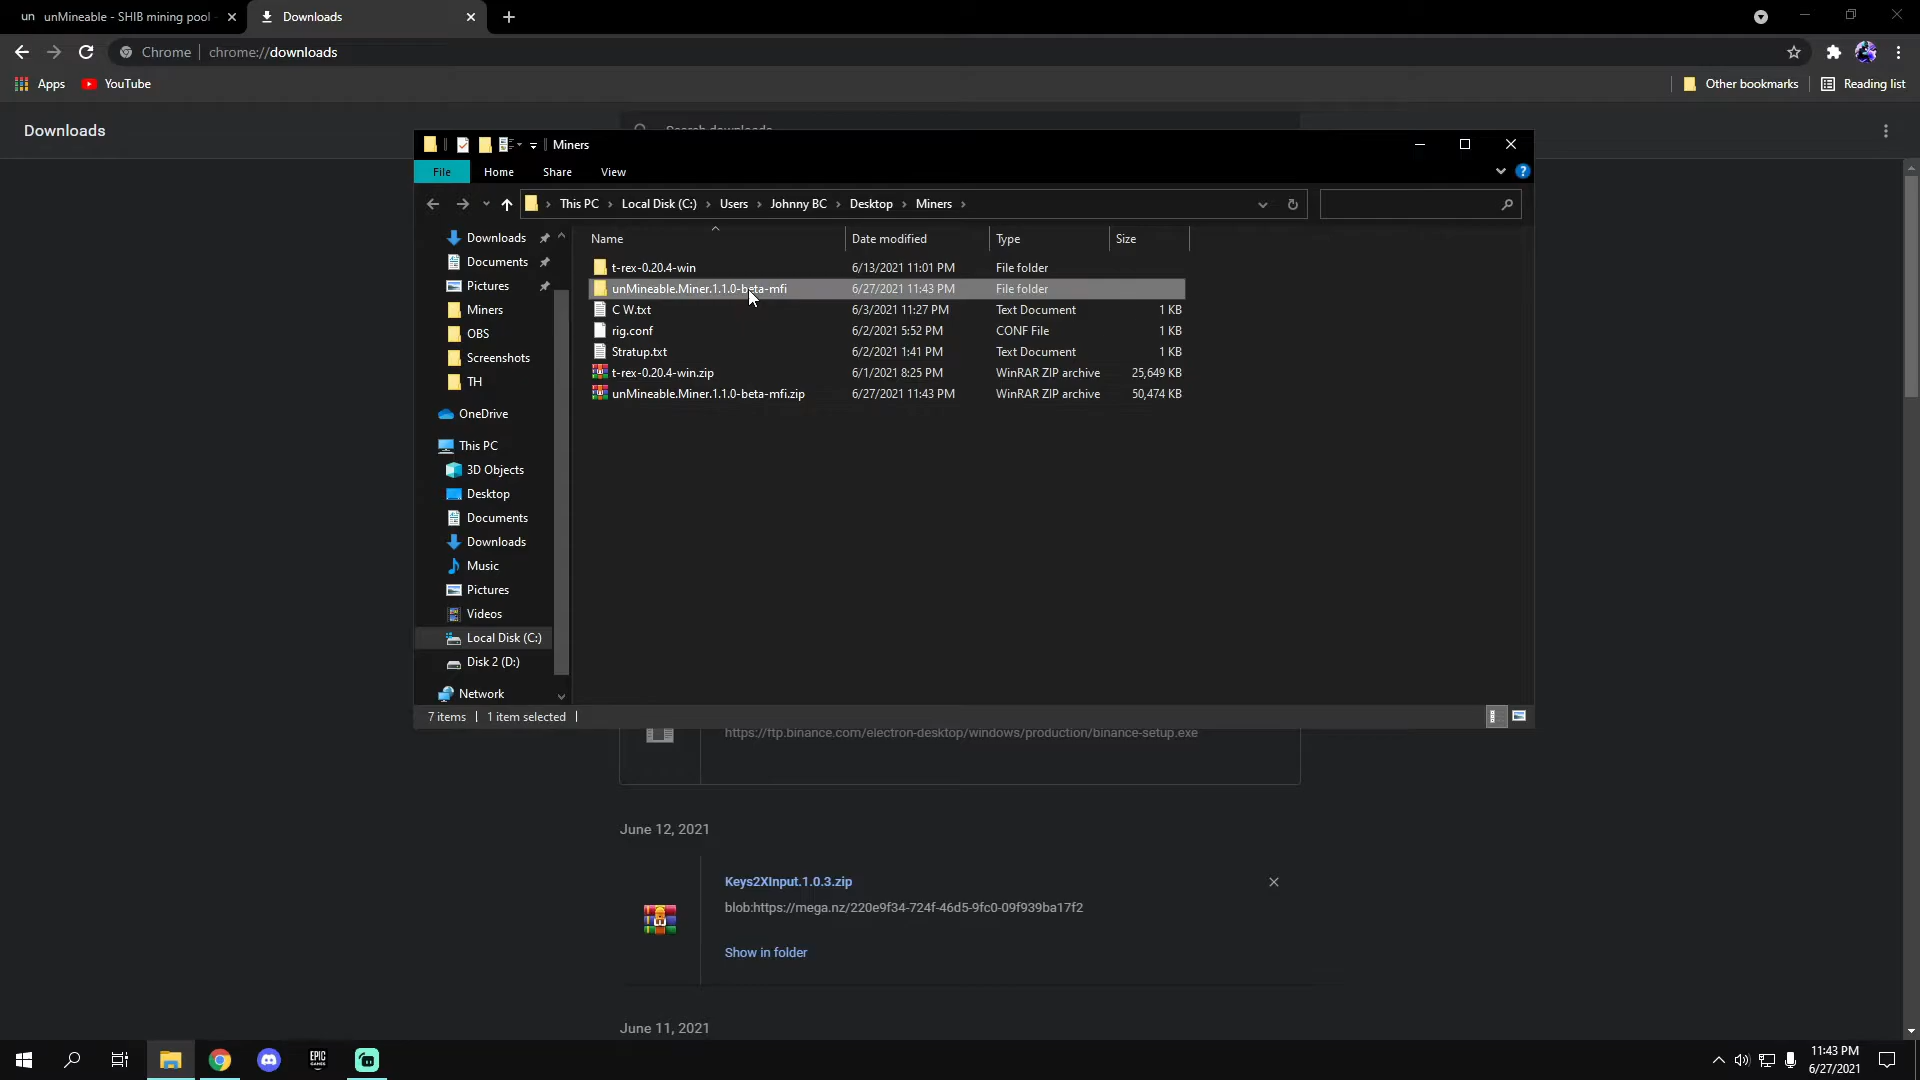 un unMineable - SHIB mining pool
Downloads
Chrome chrome://downloads
Apps
YouTube
Other bookmarks
Reading list
Downloads
Search downloads
Miners
File
Home
Share
View
This PC
Local Disk (C:)
Users
Johnny BC
Desktop
Miners
Name
Date modified
Type
Size
t-rex-0.20.4-win 6/13/2021 11:01 PM File folder
unMineable.Miner.1.1.0-beta-mfi 6/27/2021 11:43 PM File folder
C W.txt 6/3/2021 11:27 PM Text Document 1 KB
rig.conf 6/2/2021 5:52 PM CONF File 1 KB
Stratup.txt 6/2/2021 1:41 PM Text Document 1 KB
t-rex-0.20.4-win.zip 6/1/2021 8:25 PM WinRAR ZIP archive 25,649 KB
unMineable.Miner.1.1.0-beta-mfi.zip 6/27/2021 11:43 PM WinRAR ZIP archive 50,474 KB
Downloads
Documents
Pictures
Miners
OBS
Screenshots
TH
OneDrive
This PC
3D Objects
Desktop
Documents
Downloads
Music
Pictures
Videos
Local Disk (C:)
Disk 2 (D:)
Network
7 items
1 item selected
https://ftp.binance.com/electron-desktop/windows/production/binance-setup.exe
June 12, 2021
Keys2XInput.1.0.3.zip
blob:https://mega.nz/220e9f34-724f-46d5-9fc0-09f939ba17f2
Show in folder
June 11, 2021
EPIC
GAMES
11:43 PM
6/27/2021